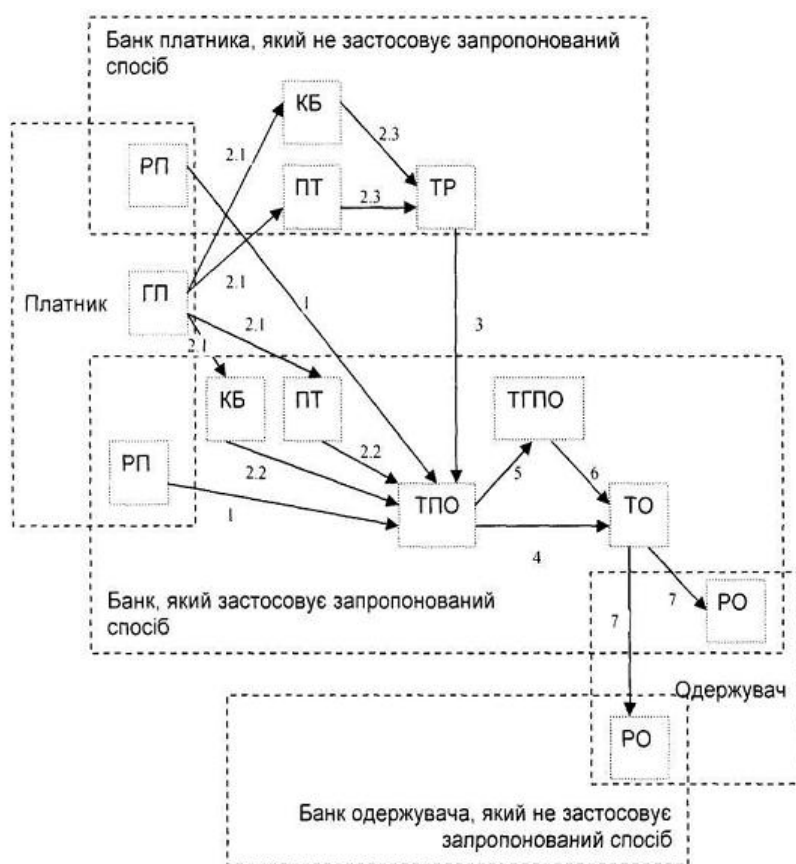 Банк платника, який не застосовує запропонований
спосіб
КБ
2.3
2.1
РП
ПТ
2.3
ТР
2.1
ГП
Платник
1
2.1
3
2.1
КБ
ПТ
ТГПО
РП
2.2
2.2
5
6
ТПО
ТО
1
4
Банк, який застосовує запропонований
спосіб
7
7
РО
Одержувач
РО
Банк одержувача, який не застосовує
запропонований спосіб